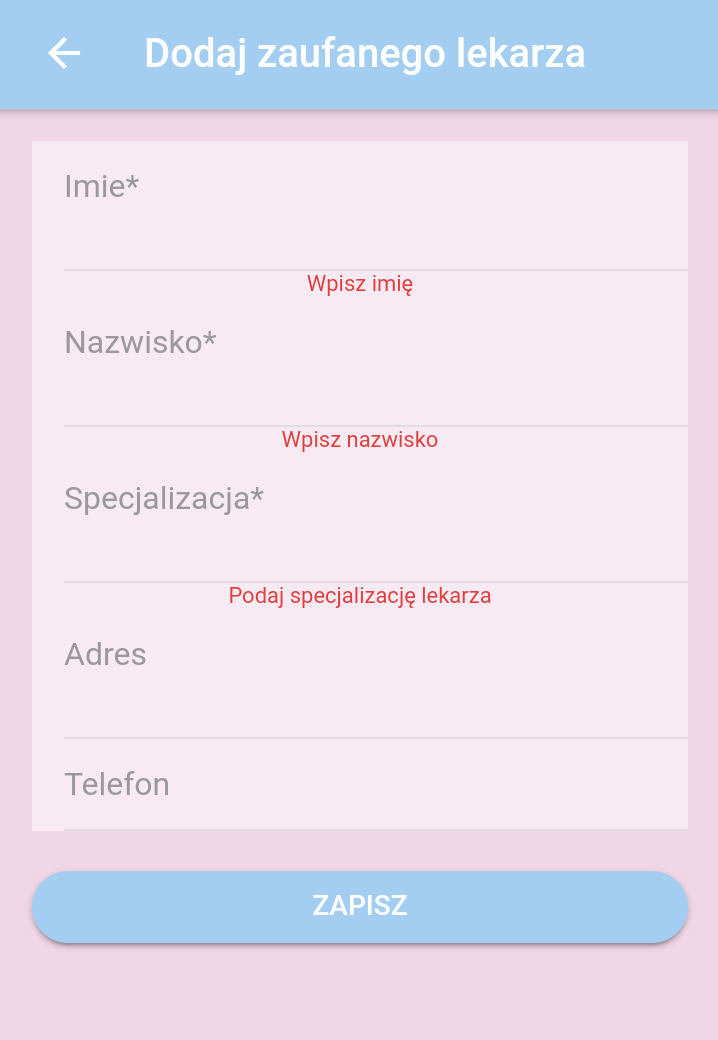 Dodaj zaufanego lekarza
Imie*
Wpisz imię
Nazwisko*
Wpisz nazwisko
Specjalizacja*
Podaj specjalizację lekarza
Adres
Telefon
ZAPISZ